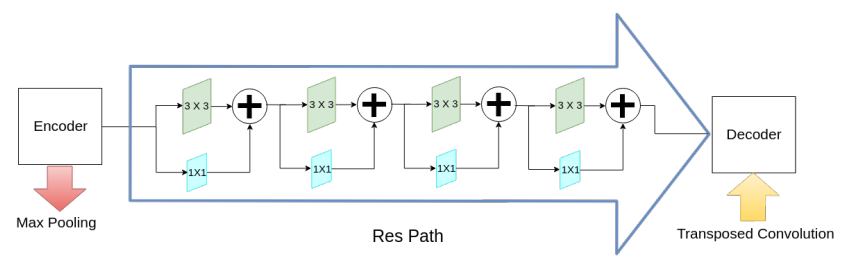 3 X 3
3 X 3
3 X 3
3 X 3
Encoder
Decoder
1X1
1X1
1X1
1X1
Max Pooling
Res Path
Transposed Convolution